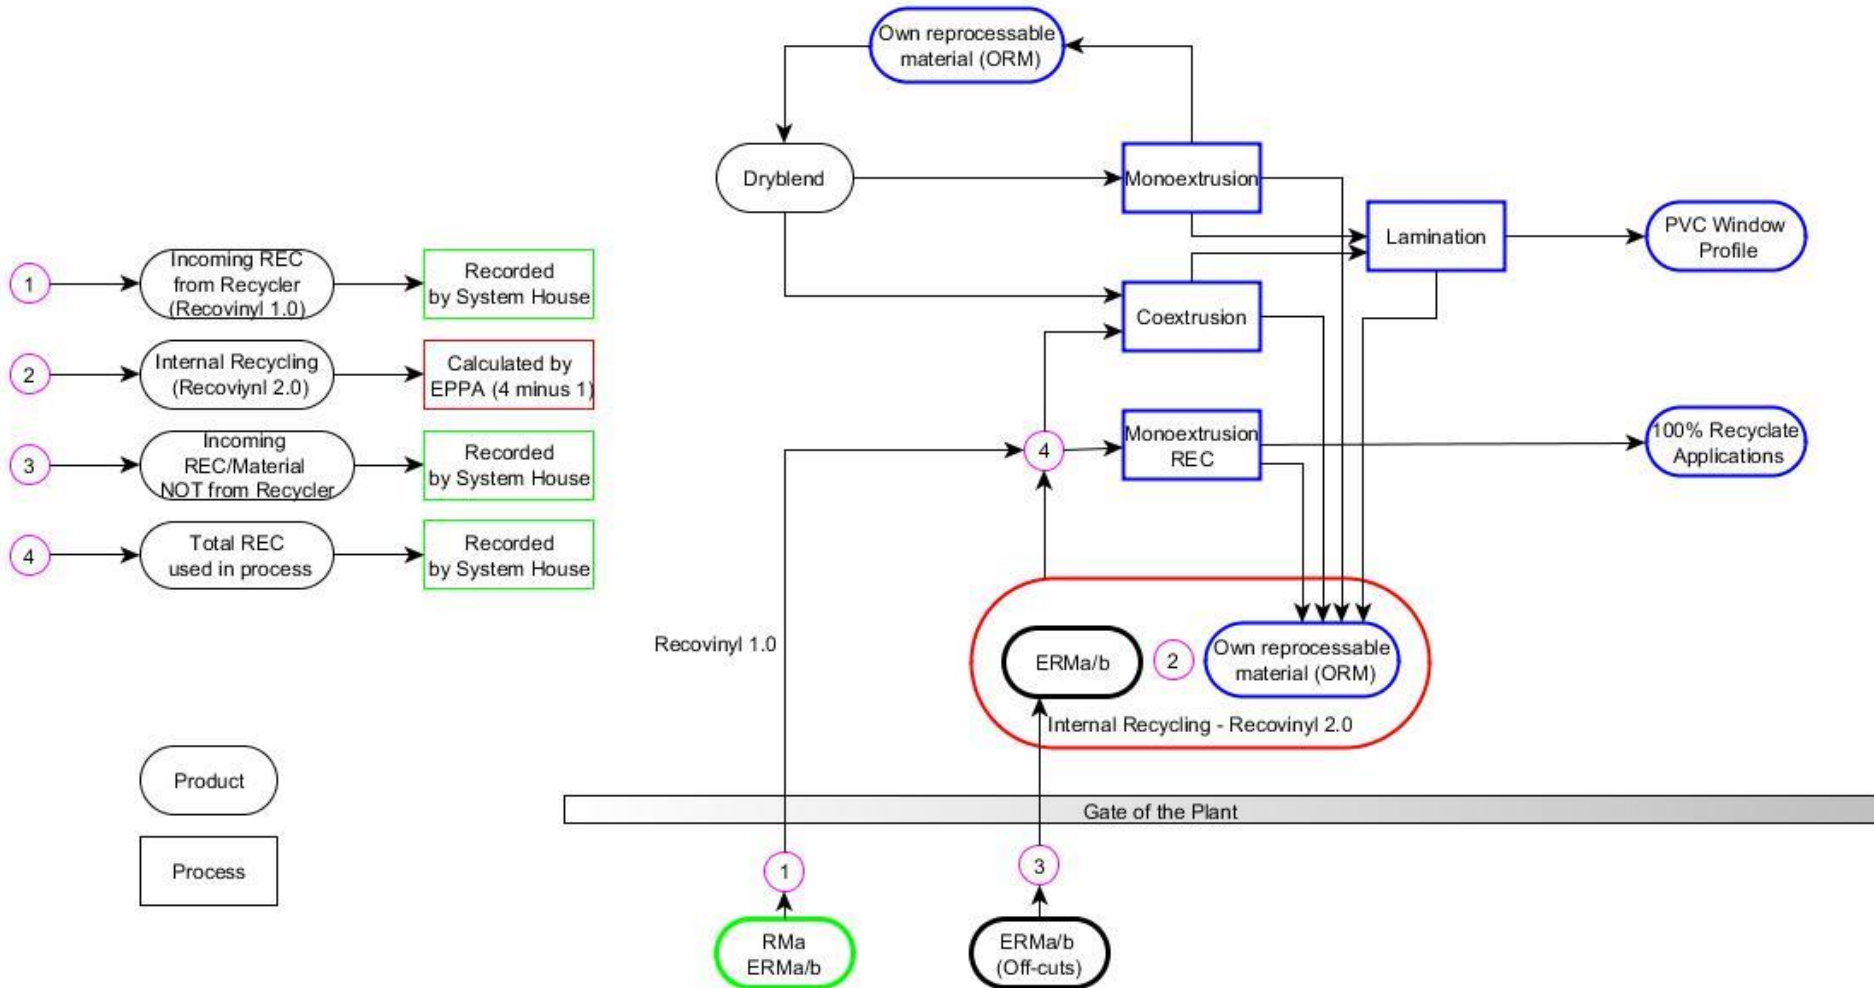 Own reprocessable
material (ORM)
Dryblend
Monoextrusion
Lamination
PVC Window
Profile
Coextrusion
1
Incoming REC
from Recycler
(Recovinyl 1.0)
Recorded
by System House
2
Internal Recycling
(Recoviynl 2.0)
Calculated by
EPPA (4 minus 1)
3
Incoming
REC/Material
NOT from Recycler
Recorded
by System House
4
Total REC
used in process
Recorded
by System House
4
Monoextrusion
REC
100% Recyclate
Applications
Recovinyl 1.0
ERMa/b
2
Own reprocessable
material (ORM)
Internal Recycling - Recovinyl 2.0
Product
Process
Gate of the Plant
1
3
RMa
ERMa/b
ERMa/b
(Off-cuts)